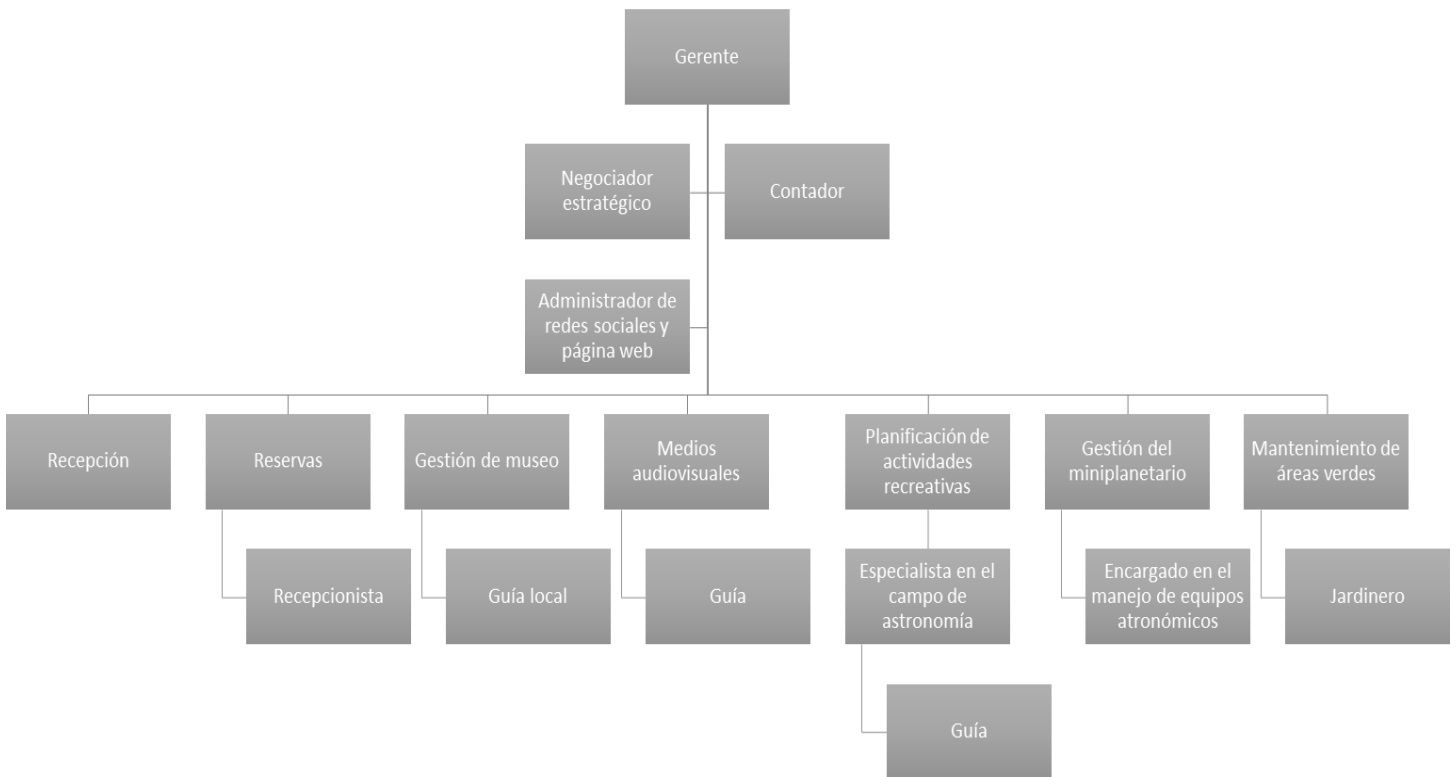 Gerente
Negociador
estratégico
Contador
Administrador de
redes sociales y
página web
Recepción
Reservas
Gestión de museo
Medios
audiovisuales
Planificación de
actividades
recreativas
Gestión del
miniplanetario
Mantenimiento de
áreas verdes
Recepcionista
Guía local
Guía
Especialista en el
campo de
astronomía
Encargado en el
manejo de equipos
atronómicos
Jardinero
Guía